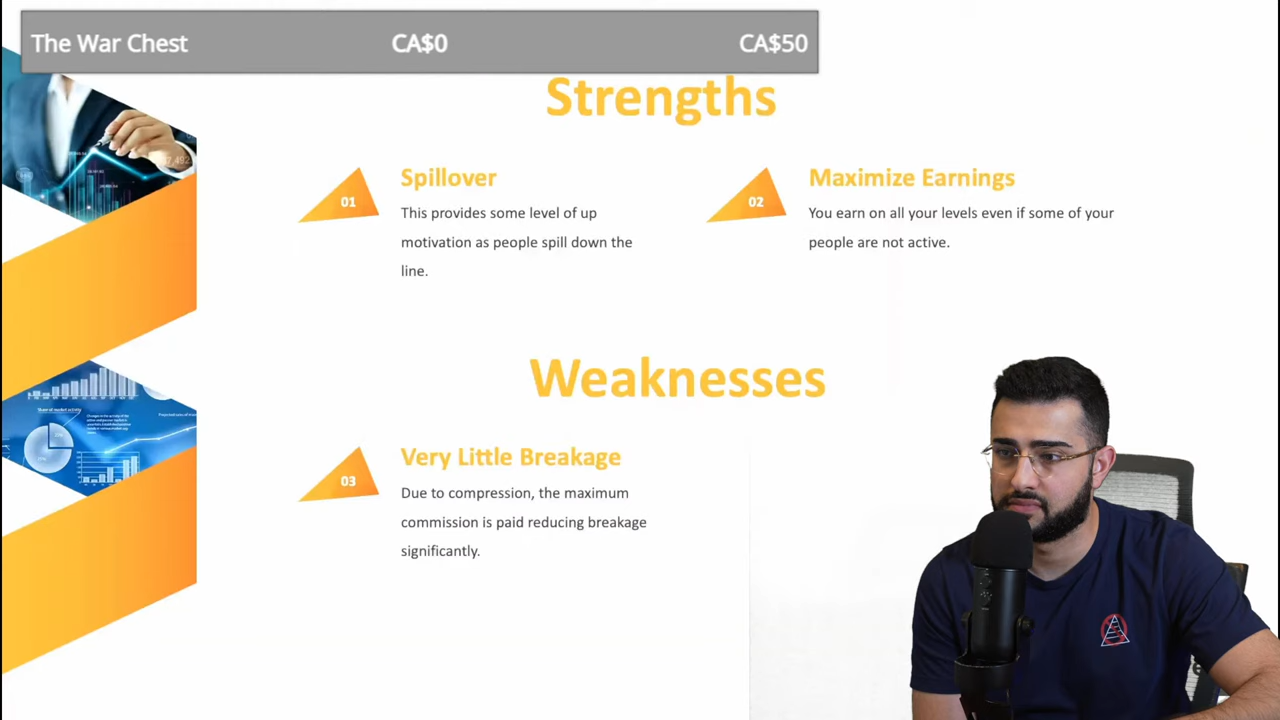 The War Chest CA$0 CA$50
Strengths
01
Spillover
This provides some level of up
motivation as people spill down the
line.
02
Maximize Earnings
You earn on all your levels even if some of your
people are not active.
Weaknesses
03
Very Little Breakage
Due to compression, the maximum
commission is paid reducing breakage
significantly.